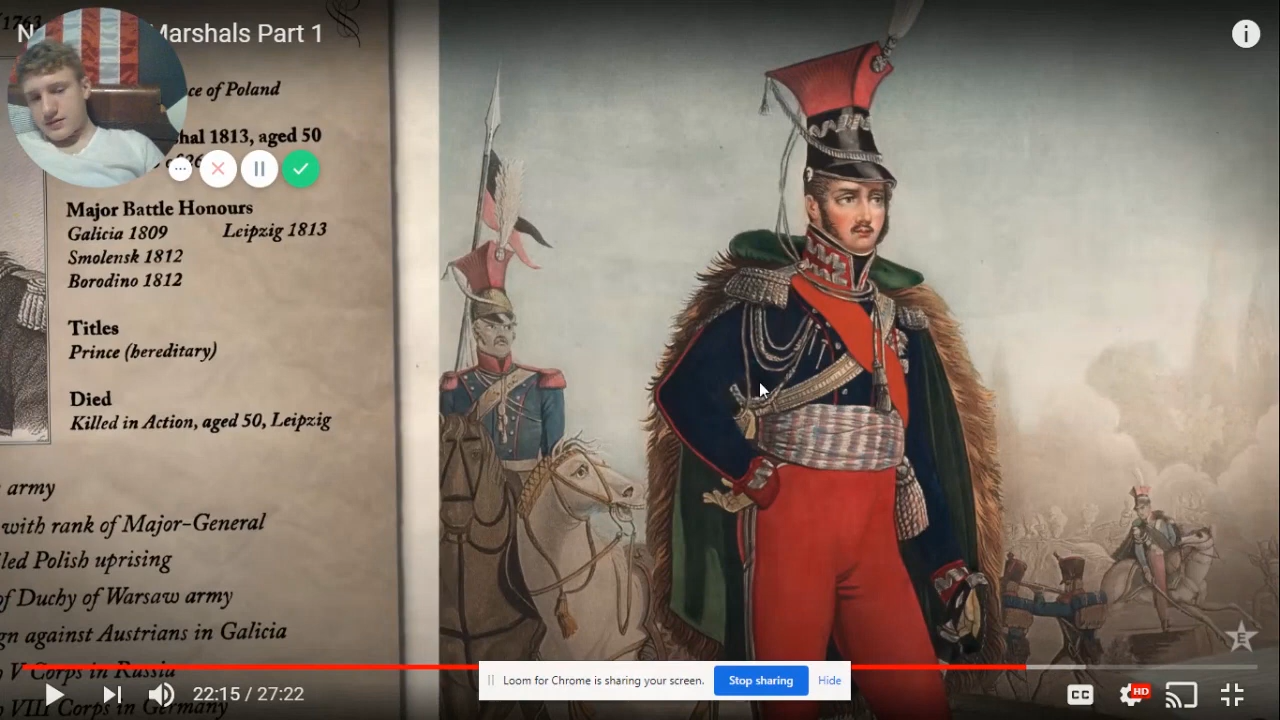 /1763
N Marshals Part 1
ce of Poland
shal 1813, aged 50
Major Battle Honours
Galicia 1809 Leipzig 1813
Smolensk 1812
Borodino 1812
Titles
Prince (hereditary)
Died
Killed in Action, aged 50, Leipzig
army
with rank of Major-General
led Polish uprising
of Duchy of Warsaw army
gn against Austrians in Galicia
V Corps in Russia
VIII Corps in Germany
E
Loom for Chrome is sharing your screen. Stop sharing Hide
22:15 / 27:22
CC
HD